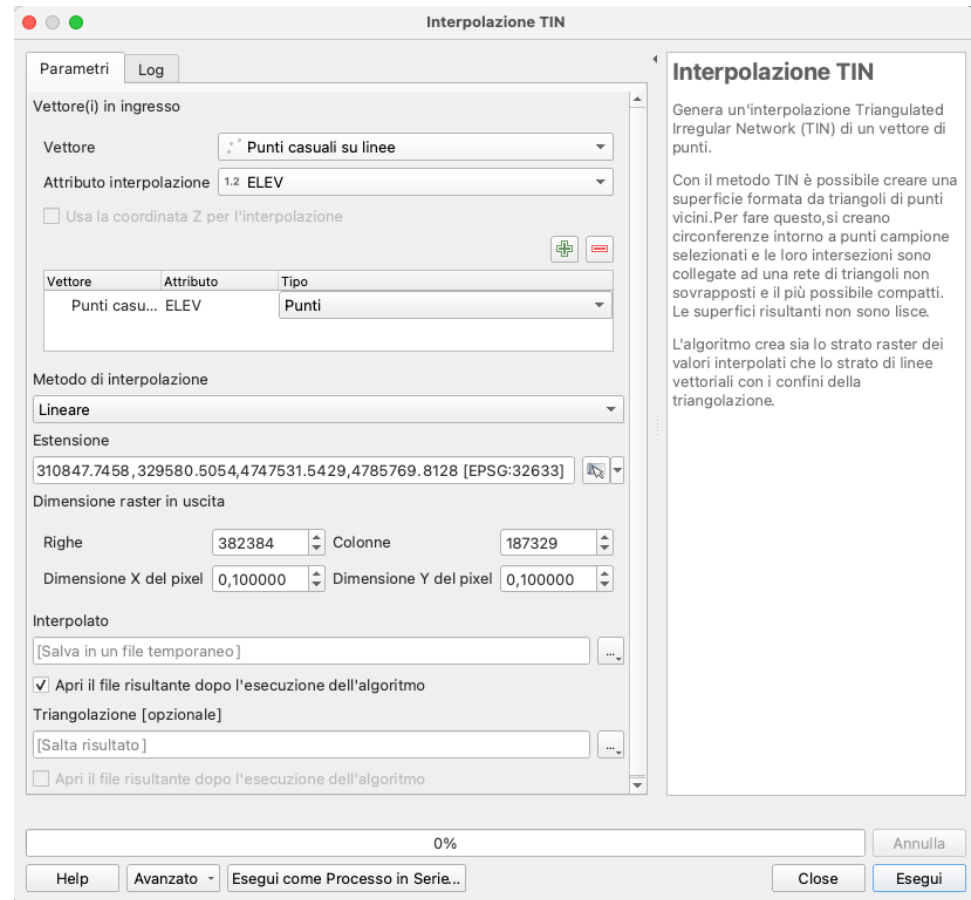 Interpolazione TIN
Parametri
Log
Vettore(i) in ingresso
Vettore
Punti casuali su linee
Attributo interpolazione
1.2 ELEV
Usa la coordinata Z per l'interpolazione
Vettore Attributo Tipo
Punti casu... ELEV Punti
Metodo di interpolazione
Lineare
Estensione
310847.7458,329580.5054,4747531.5429,4785769.8128 [EPSG:32633]
Dimensione raster in uscita
Righe 382384 Colonne 187329
Dimensione X del pixel 0,100000 Dimensione Y del pixel 0,100000
Interpolato
[Salva in un file temporaneo]
...
Apri il file risultante dopo l'esecuzione dell'algoritmo
Triangolazione [opzionale]
[Salta risultato]
...
Apri il file risultante dopo l'esecuzione dell'algoritmo
Interpolazione TIN
Genera un'interpolazione Triangulated
Irregular Network (TIN) di un vettore di
punti.
Con il metodo TIN è possibile creare una
superficie formata da triangoli di punti
vicini.Per fare questo,si creano
circonferenze intorno a punti campione
selezionati e le loro intersezioni sono
collegate ad una rete di triangoli non
sovrapposti e il più possibile compatti.
Le superfici risultanti non sono lisce.
L'algoritmo crea sia lo strato raster dei
valori interpolati che lo strato di linee
vettoriali con i confini della
triangolazione.
0%
Annulla
Help
Avanzato
Esegui come Processo in Serie...
Close
Esegui